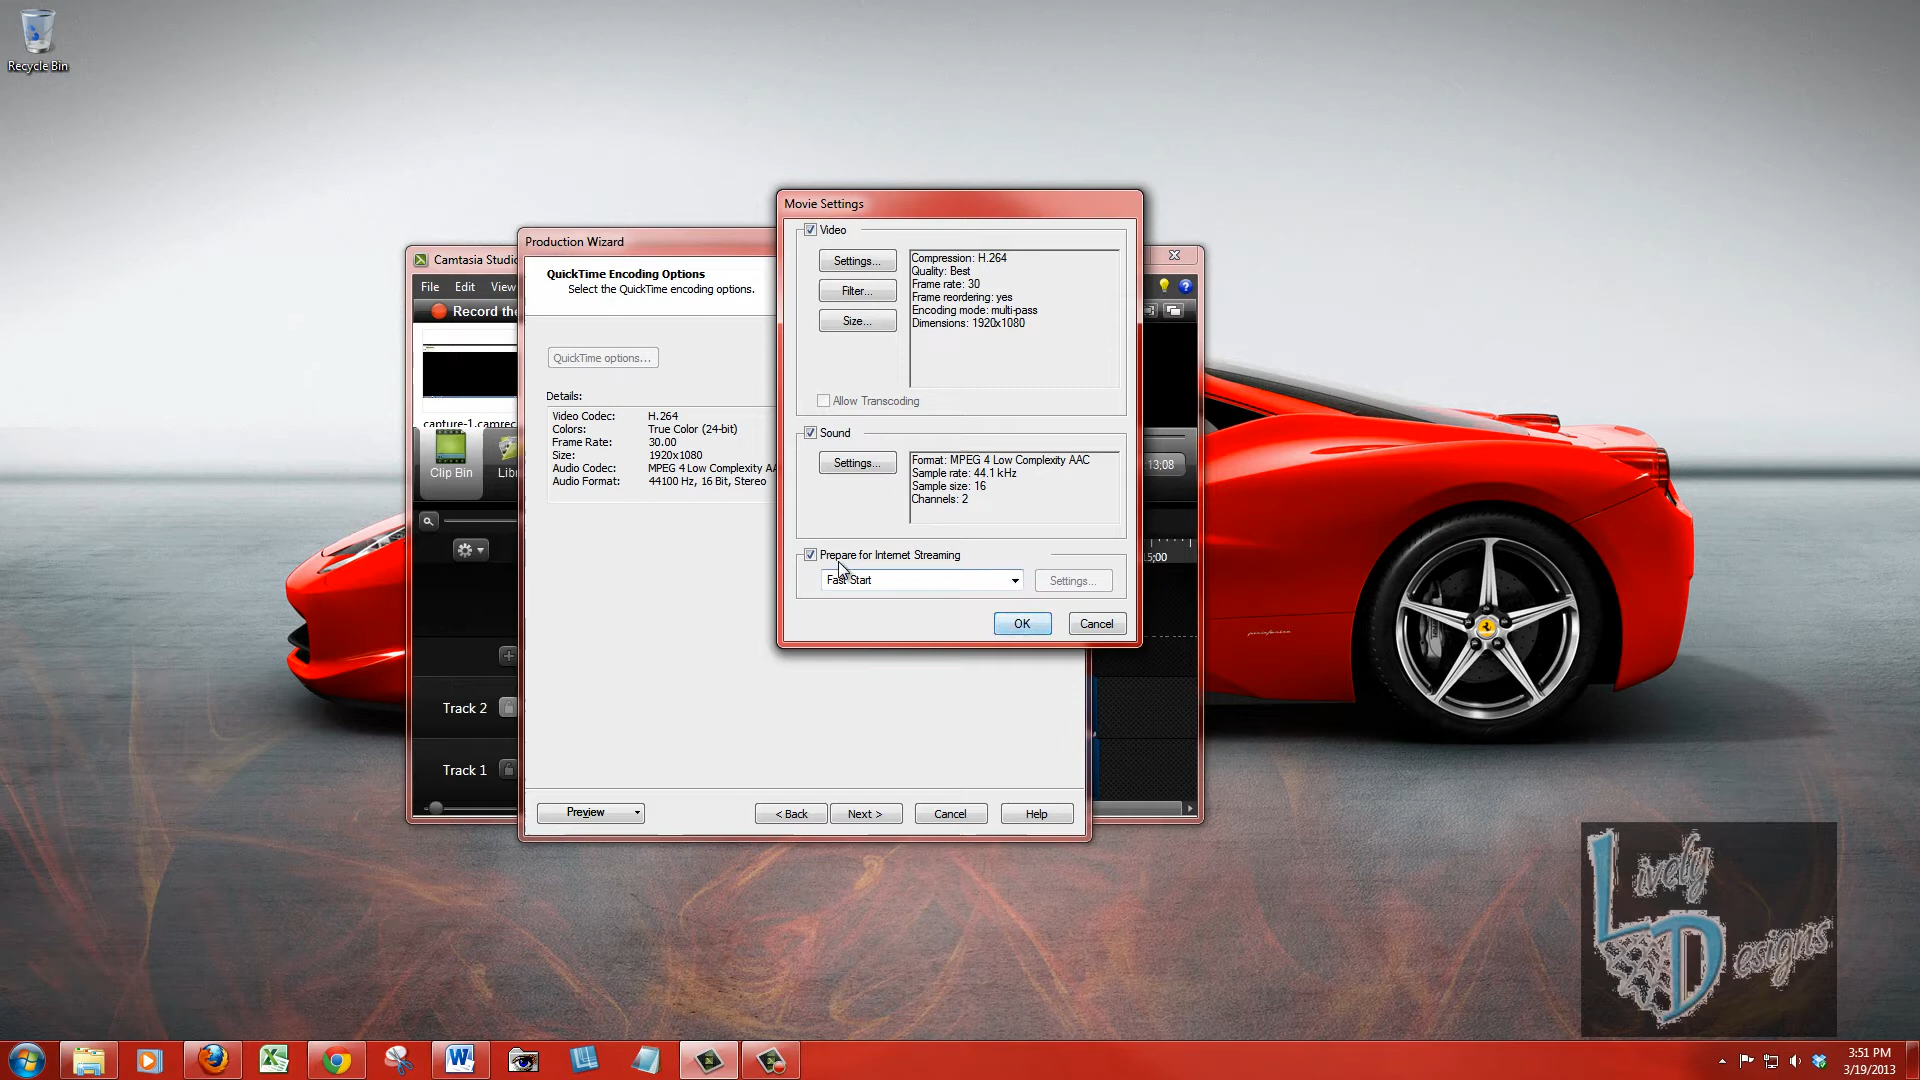 Recycle Bin
Movie Settings
Video
Settings...
Filter...
Size...
Compression: H.264
Quality: Best
Frame rate: 30
Frame reordering: yes
Encoding mode: multi-pass
Dimensions: 1920x1080
Allow Transcoding
Sound
Settings...
Format: MPEG 4 Low Complexity AAC
Sample rate: 44.1 kHz
Sample size: 16
Channels: 2
Prepare for Internet Streaming
Fast Start
Settings...
OK
Cancel
Production Wizard
QuickTime Encoding Options
Select the QuickTime encoding options.
QuickTime options...
Details:
Video Codec: H.264
Colors: True Color (24-bit)
Frame Rate: 30.00
Size: 1920x1080
Audio Codec: MPEG 4 Low Complexity AA
Audio Format: 44100 Hz, 16 Bit, Stereo
Preview
< Back
Next >
Cancel
Help
Camtasia Studio
File Edit View
Record the
capture-1.camrec
Clip Bin
Libr
13;08
15;00
Track 2
Track 1
Lively
Designs
3:51 PM
3/19/2013